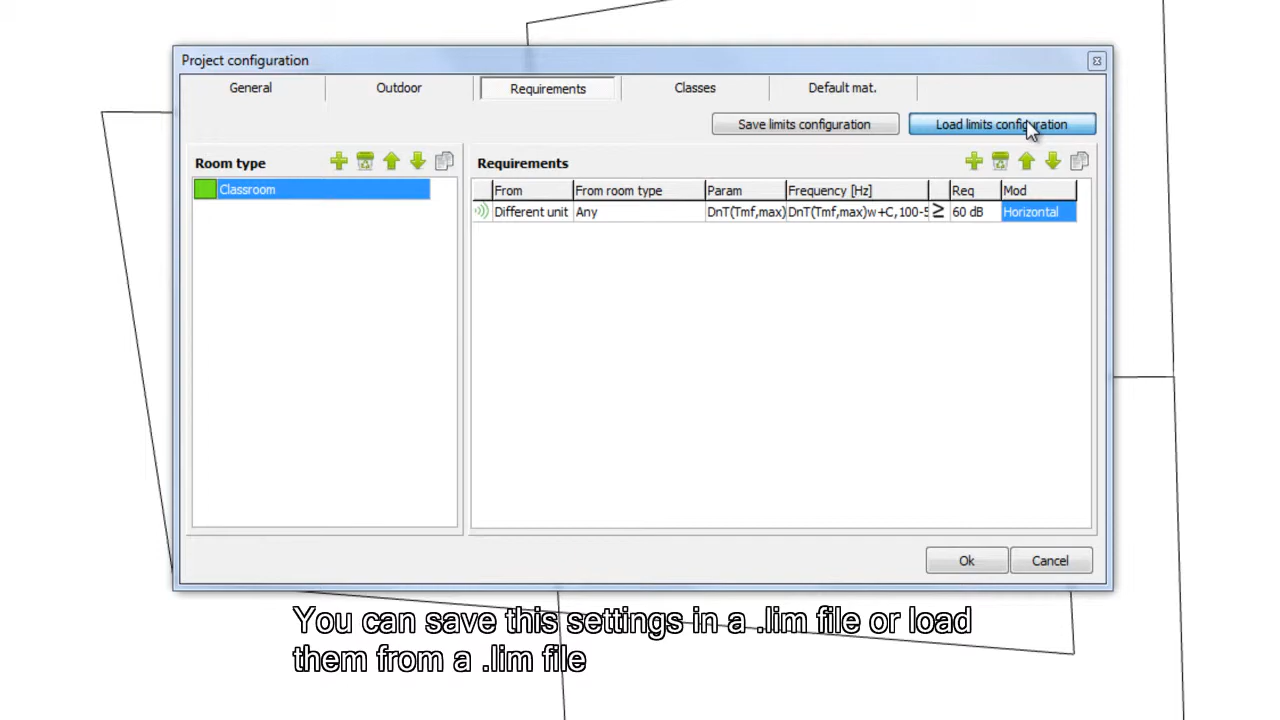 Project configuration
General Outdoor Requirements Classes Default mat.
Save limits configuration Load limits configuration
Room type Requirements
Classroom
From From room type Param Frequency [Hz] Req Mod
Different unit Any DnT(Tmf,max) DnT(Tmf,max)w+C,100-5 ≥ 60 dB Horizontal
Ok Cancel
You can save this settings in a .lim file or load
them from a .lim file